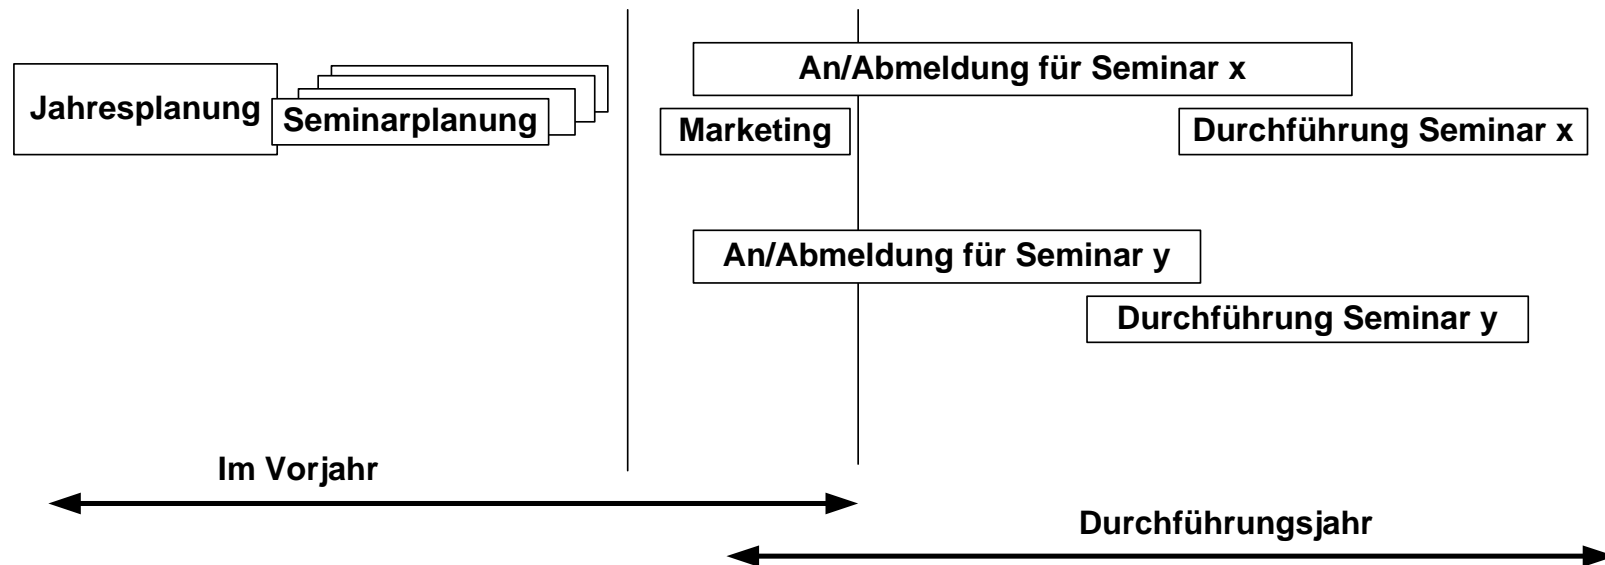 An/Abmeldung für Seminar x
Jahresplanung
Seminarplanung
Marketing
Durchführung Seminar x
An/Abmeldung für Seminar y
Durchführung Seminar y
Im Vorjahr
Durchführungsjahr